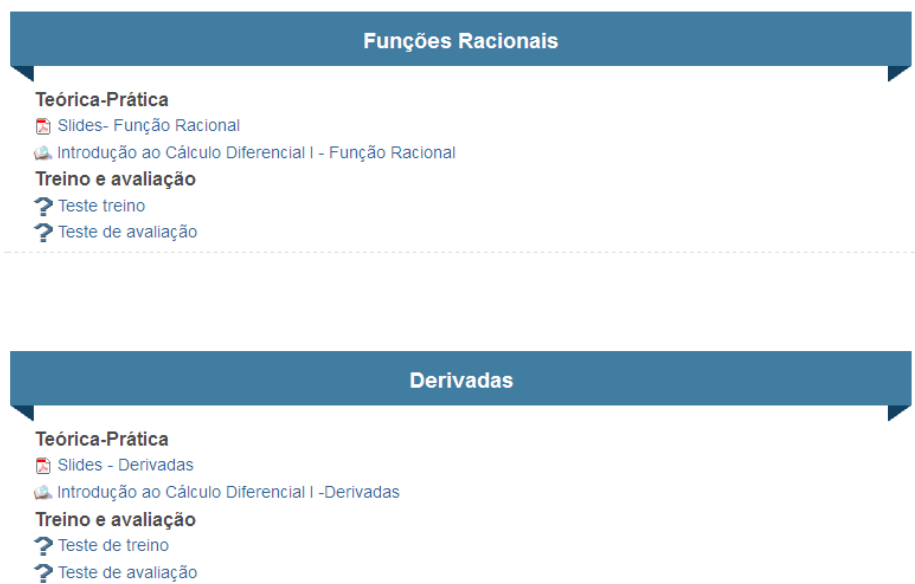 Funções Racionais
Teórica-Prática
Slides- Função Racional
Introdução ao Cálculo Diferencial I - Função Racional
Treino e avaliação
Teste treino
Teste de avaliação
Derivadas
Teórica-Prática
Slides - Derivadas
Introdução ao Cálculo Diferencial I -Derivadas
Treino e avaliação
Teste de treino
Teste de avaliação